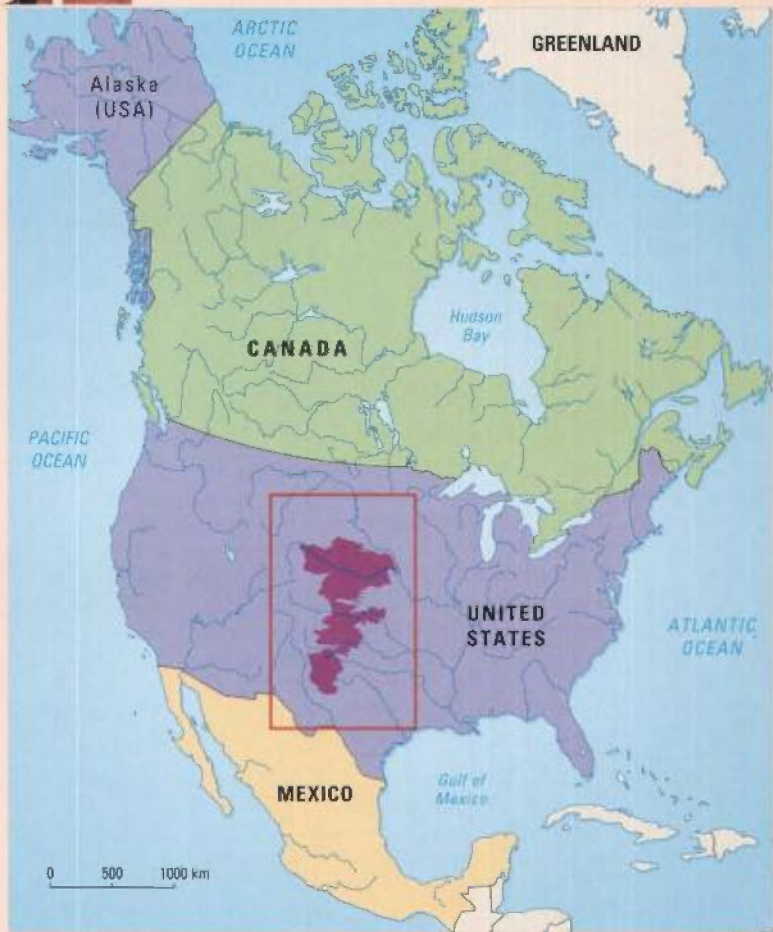 ARCTIC
OCEAN
GREENLAND
Alaska
(USA)
Hudson
Bay
CANADA
PACIFIC
OCEAN
UNITED
STATES
ATLANTIC
OCEAN
MEXICO
Gulf of
Mexico
0 500 1000 km